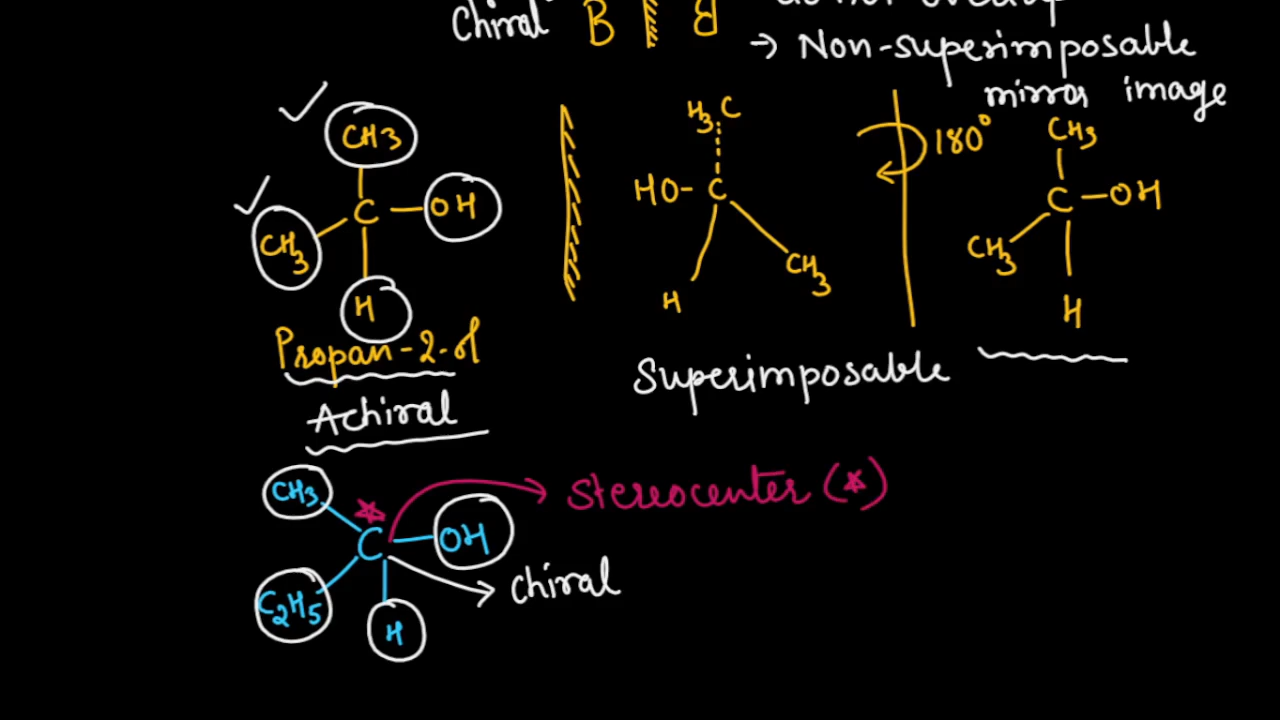 Chiral B B
→ Non-superimposable
mirror image
CH3
CH3 C-OH
H
Propan-2-ol
Achiral
H3C
HO-C
CH3
H
180°
CH3
C-OH
CH3
H
Superimposable
CH3
C* OH
C2H5
H
Stereocenter (*)
chiral